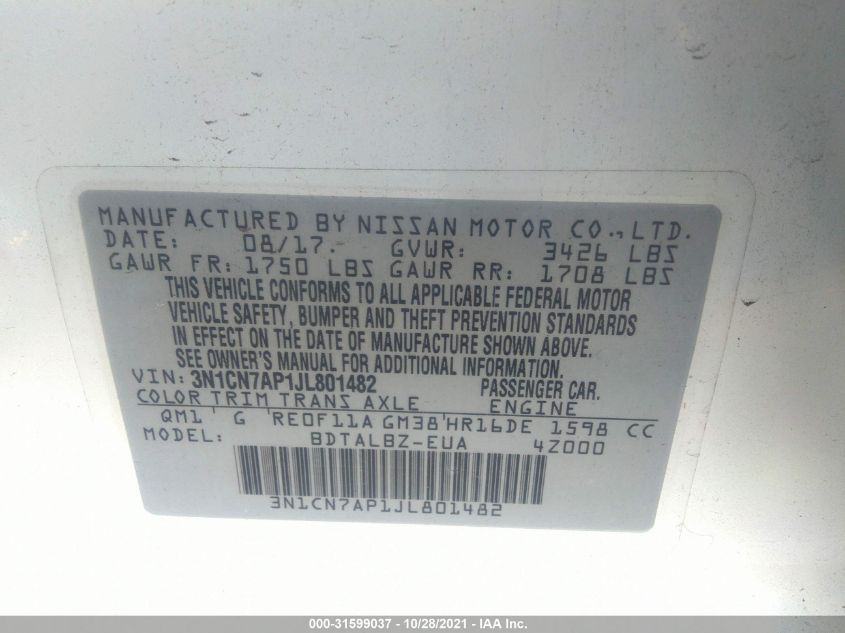 MANUFACTURED BY NISSAN MOTOR CO., LTD.
DATE: 08/17. GVWR: 3426 LBS
GAWR FR: 1750 LBS GAWR RR: 1708 LBS
THIS VEHICLE CONFORMS TO ALL APPLICABLE FEDERAL MOTOR
VEHICLE SAFETY, BUMPER AND THEFT PREVENTION STANDARDS
IN EFFECT ON THE DATE OF MANUFACTURE SHOWN ABOVE.
SEE OWNER'S MANUAL FOR ADDITIONAL INFORMATION.
VIN: 3N1CN7AP1JL801482 PASSENGER CAR.
COLOR TRIM TRANS AXLE ENGINE
QM1 ' G 'RE0F11A GM38'HR16DE 1598 CC
MODEL: BDTALBZ-EUA 4Z000
3N1CN7AP1JL801482
000-31599037 - 10/28/2021 - IAA Inc.